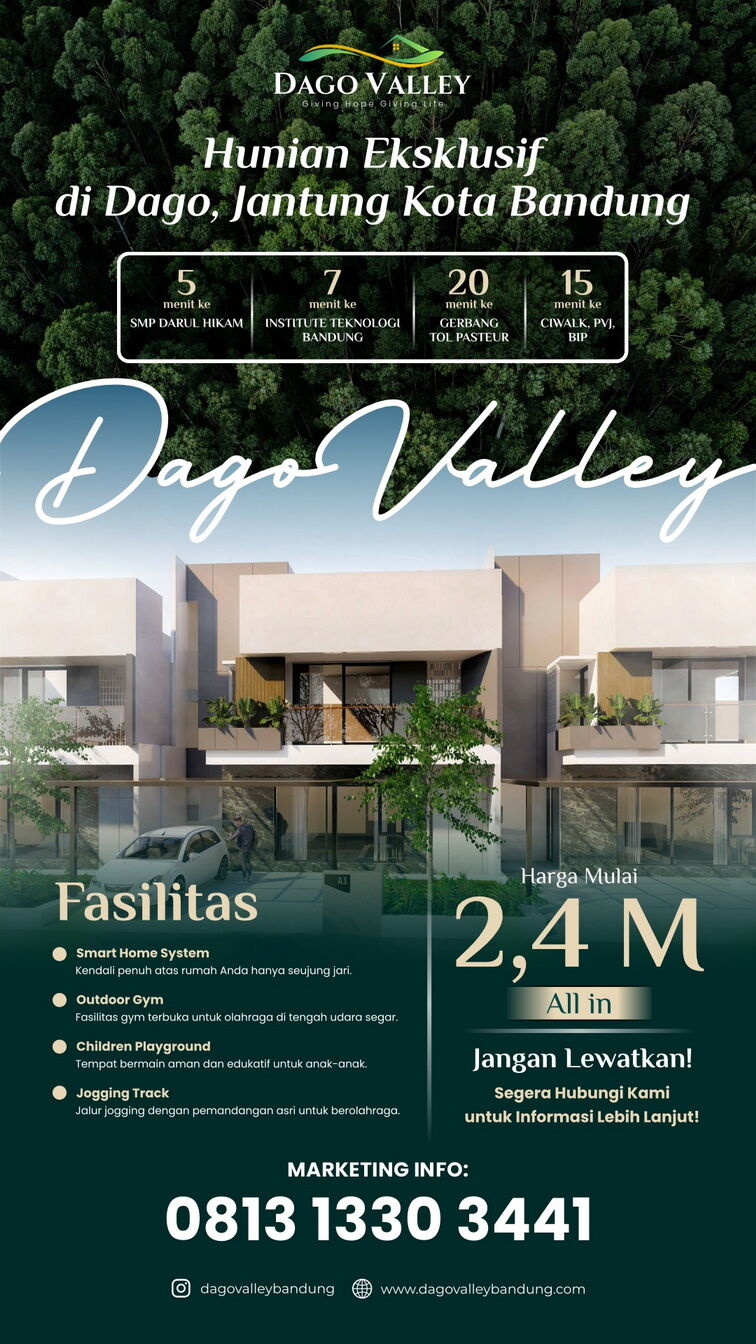 DAGO VALLEY
Giving Hope Giving Life
Hunian Eksklusif
di Dago, Jantung Kota Bandung
5
menit ke
SMP DARUL HIKAM
7
menit ke
INSTITUTE TEKNOLOGI
BANDUNG
20
menit ke
GERBANG
TOL PASTEUR
15
menit ke
CIWALK, PVJ,
BIP
Dago Valley
A1
Fasilitas
Smart Home System
Kendali penuh atas rumah Anda hanya seujung jari.
Outdoor Gym
Fasilitas gym terbuka untuk olahraga di tengah udara segar.
Children Playground
Tempat bermain aman dan edukatif untuk anak-anak.
Jogging Track
Jalur jogging dengan pemandangan asri untuk berolahraga.
Harga Mulai
2,4 M
All in
Jangan Lewatkan!
Segera Hubungi Kami
untuk Informasi Lebih Lanjut!
MARKETING INFO:
0813 1330 3441
dagovalleybandung
www.dagovalleybandung.com